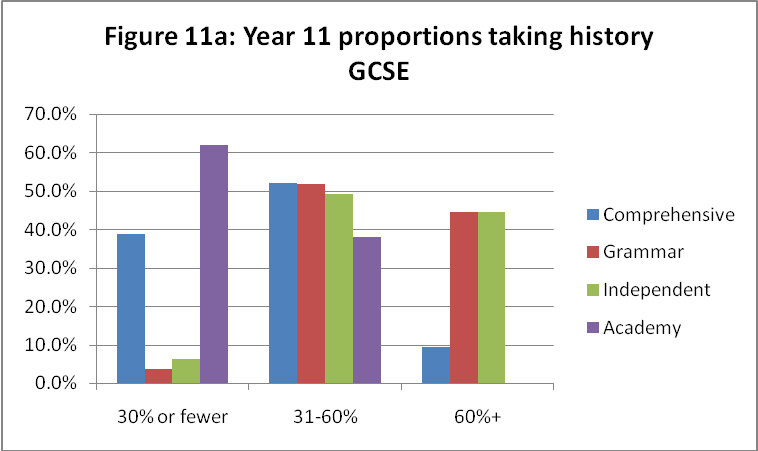 Figure 11a: Year 11 proportions taking history
GCSE
70.0%
60.0%
50.0%
40.0%
30.0%
20.0%
10.0%
0.0%
30% or fewer
31-60%
60%+
Comprehensive
Grammar
Independent
Academy